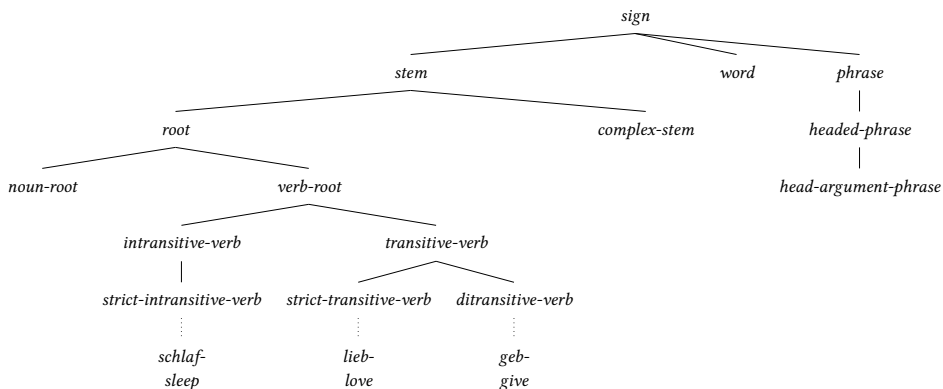 sign
stem word phrase
root complex-stem headed-phrase
noun-root verb-root head-argument-phrase
intransitive-verb transitive-verb
strict-intransitive-verb strict-transitive-verb ditransitive-verb
schlaf- lieb- geb-
sleep love give